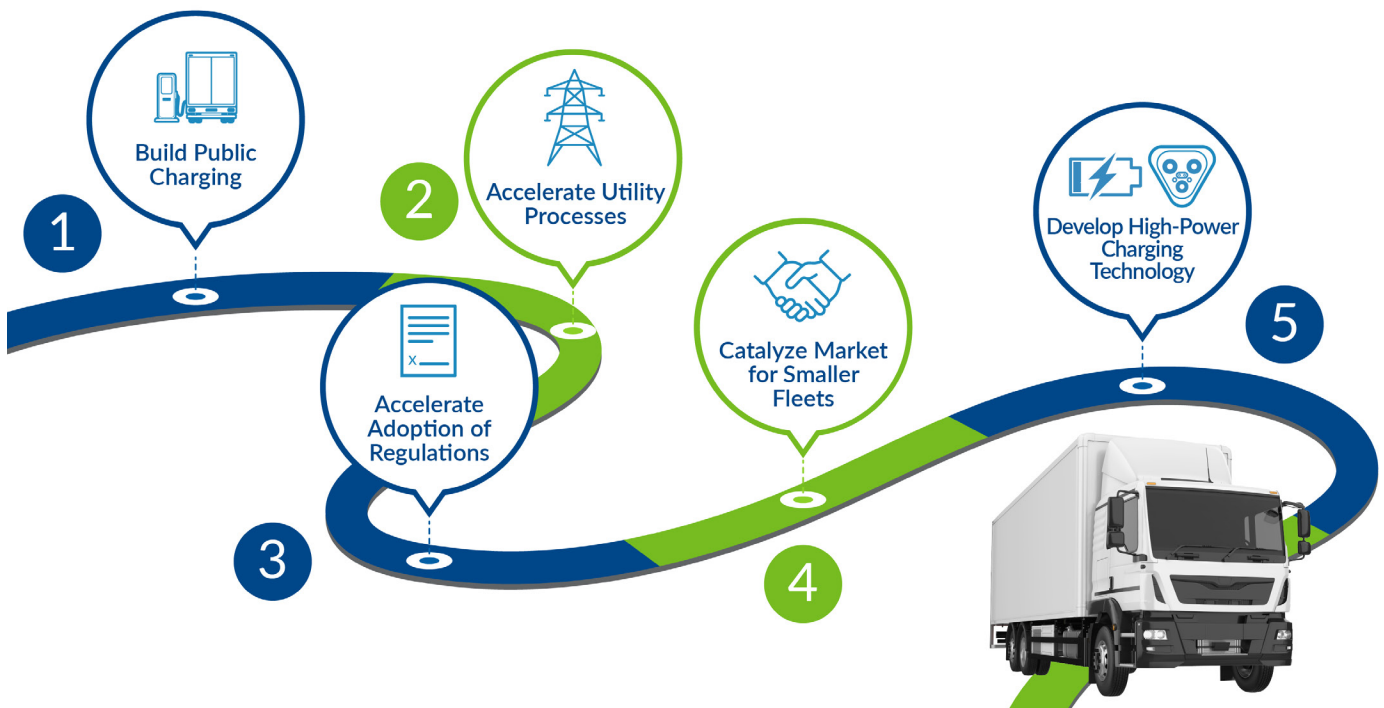 1
Build Public
Charging
2
Accelerate Utility
Processes
3
x
Accelerate
Adoption of
Regulations
4
Catalyze Market
for Smaller
Fleets
5
Develop High-Power
Charging
Technology